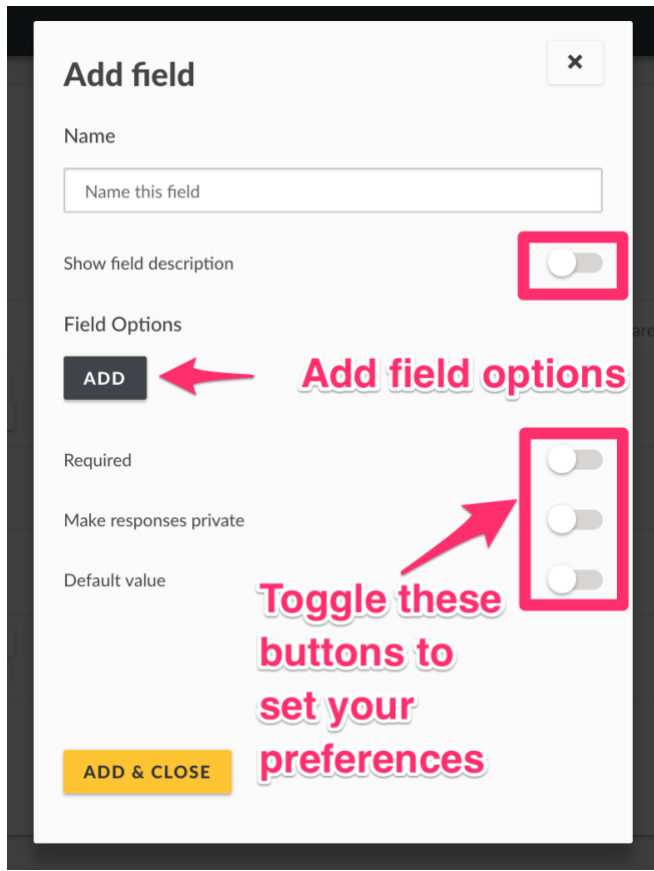 Add field
Name
Name this field
Show field description
Field Options
are
ADD
Add field options
Required
Make responses private
Default value
Toggle these
buttons to
set your
preferences
ADD & CLOSE